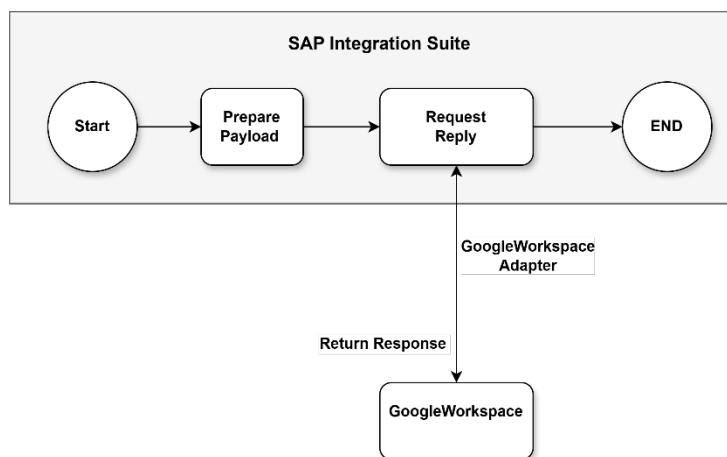 SAP Integration Suite
Start
Prepare
Payload
Request
Reply
END
GoogleWorkspace
Adapter
Return Response
GoogleWorkspace